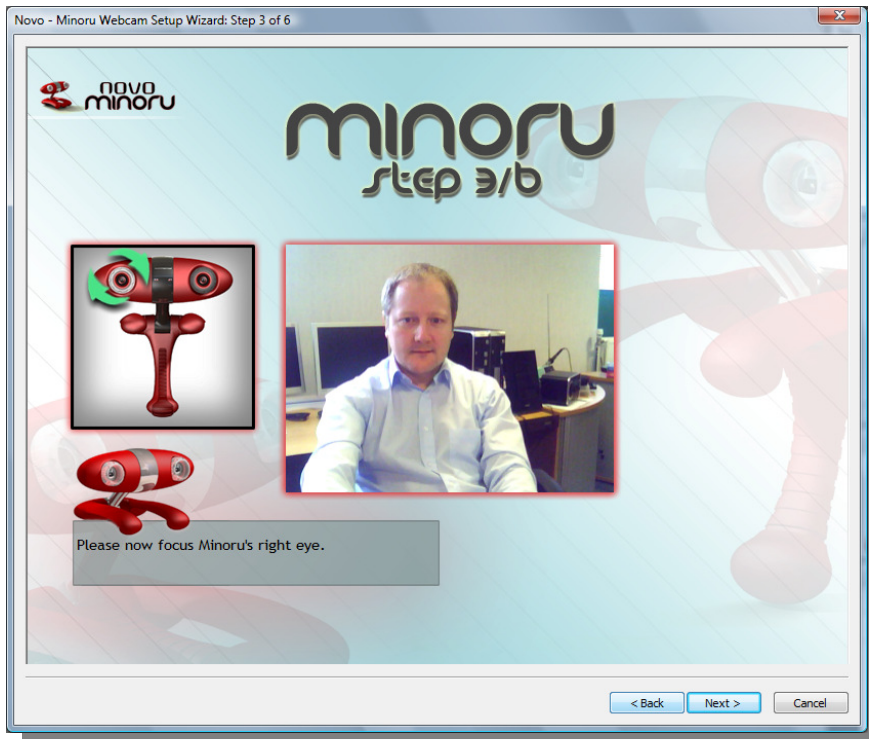 Novo - Minoru Webcam Setup Wizard: Step 3 of 6
novo
minoru
minoru
step 3/6
Please now focus Minoru's right eye.
< Back
Next >
Cancel